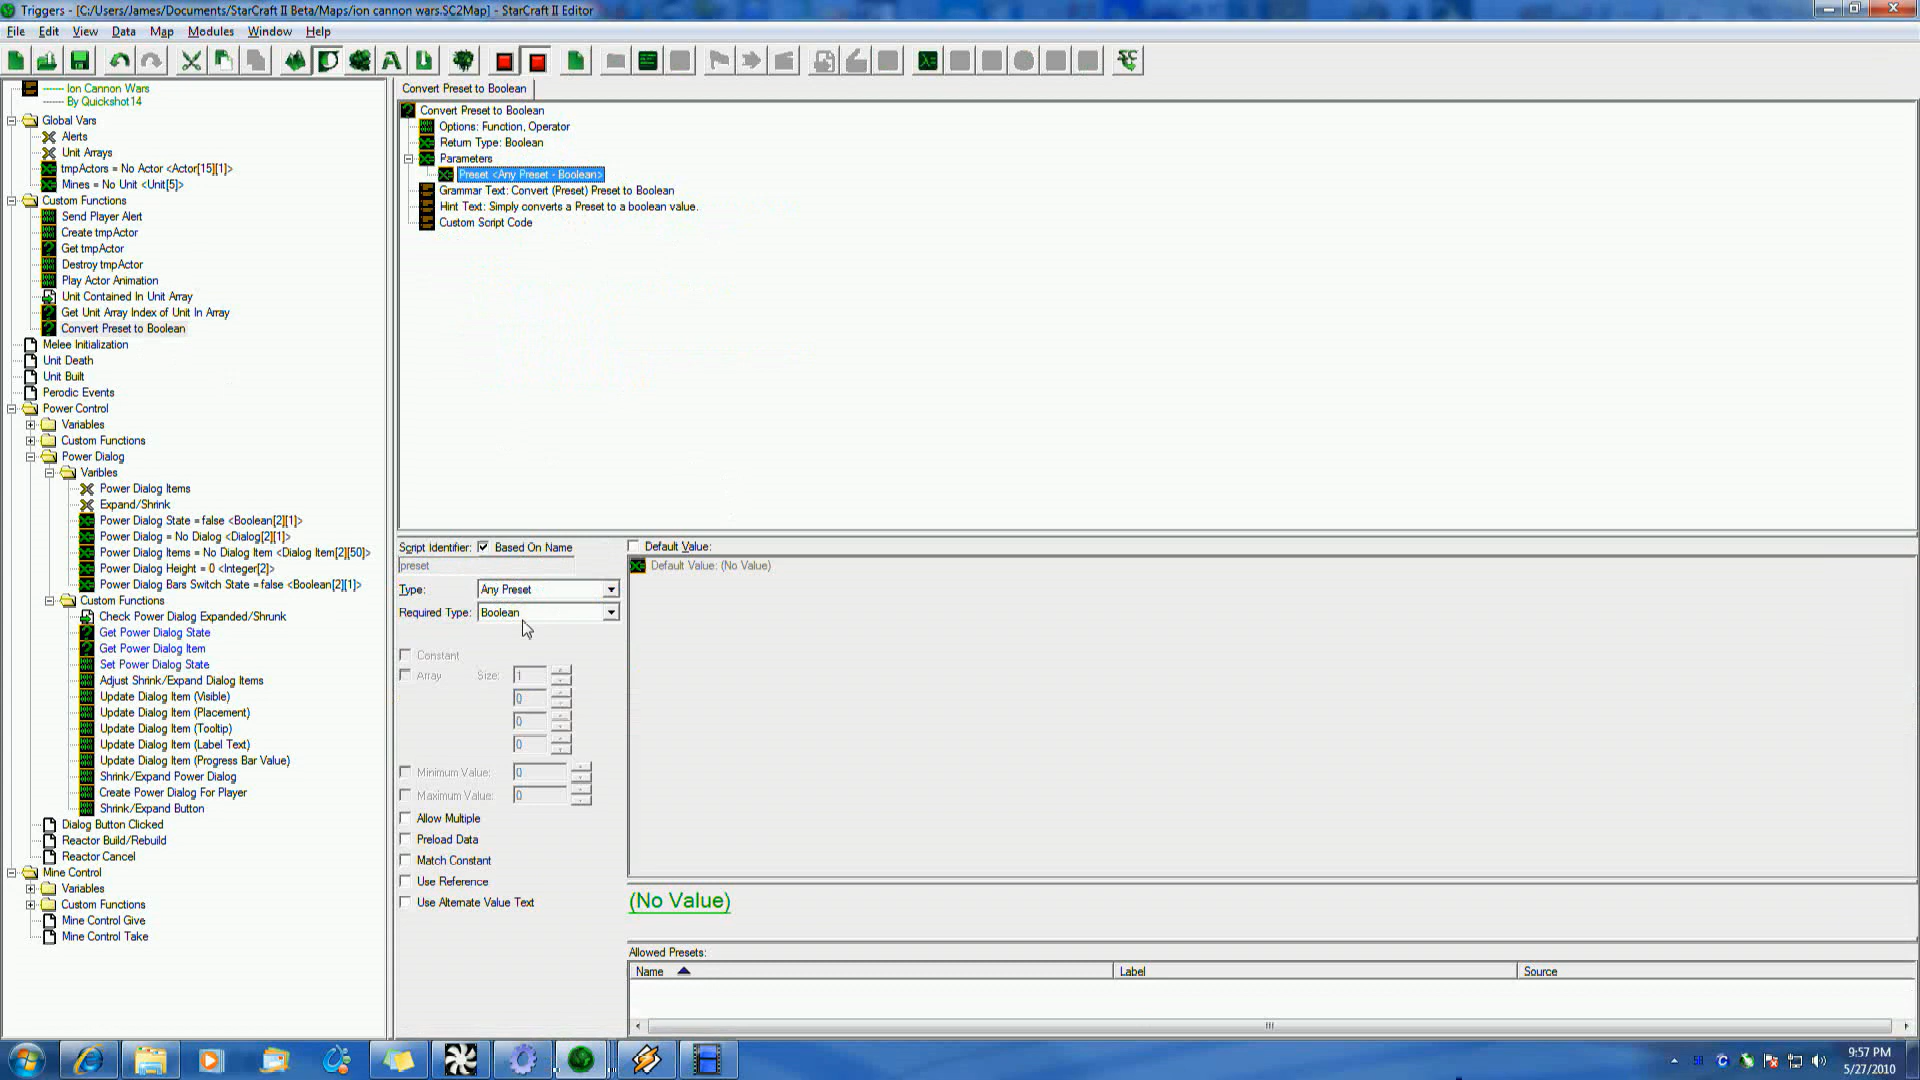 Triggers - [C:/Users/James/Documents/StarCraft II Beta/Maps/ion cannon wars.SC2Map] - StarCraft II Editor
File Edit View Data Map Modules Window Help
------ Ion Cannon Wars
------ By Quickshot14
Global Vars
Alerts
Unit Arrays
tmpActors = No Actor <Actor[15][1]>
Mines = No Unit <Unit[5]>
Custom Functions
Send Player Alert
Create tmpActor
Get tmpActor
Destroy tmpActor
Play Actor Animation
Unit Contained In Unit Array
Get Unit Array Index of Unit In Array
Convert Preset to Boolean
Melee Initialization
Unit Death
Unit Built
Perodic Events
Power Control
Variables
Custom Functions
Power Dialog
Varibles
Power Dialog Items
Expand/Shrink
Power Dialog State = false <Boolean[2][1]>
Power Dialog = No Dialog <Dialog[2][1]>
Power Dialog Items = No Dialog Item <Dialog Item[2][50]>
Power Dialog Height = 0 <Integer[2]>
Power Dialog Bars Switch State = false <Boolean[2][1]>
Custom Functions
Check Power Dialog Expanded/Shrunk
Get Power Dialog State
Get Power Dialog Item
Set Power Dialog State
Adjust Shrink/Expand Dialog Items
Update Dialog Item (Visible)
Update Dialog Item (Placement)
Update Dialog Item (Tooltip)
Update Dialog Item (Label Text)
Update Dialog Item (Progress Bar Value)
Shrink/Expand Power Dialog
Create Power Dialog For Player
Shrink/Expand Button
Dialog Button Clicked
Reactor Build/Rebuild
Reactor Cancel
Mine Control
Variables
Custom Functions
Mine Control Give
Mine Control Take
Convert Preset to Boolean
Convert Preset to Boolean
Options: Function, Operator
Return Type: Boolean
Parameters
Preset <Any Preset - Boolean>
Grammar Text: Convert (Preset) Preset to Boolean
Hint Text: Simply converts a Preset to a boolean value.
Custom Script Code
Script Identifier: Based On Name
preset
Type: Any Preset
Required Type: Boolean
Constant
Array Size: 1
0
0
0
Minimum Value: 0
Maximum Value: 0
Allow Multiple
Preload Data
Match Constant
Use Reference
Use Alternate Value Text
Default Value:
Default Value: (No Value)
(No Value)
Allowed Presets:
Name Label Source
9:57 PM
5/27/2010